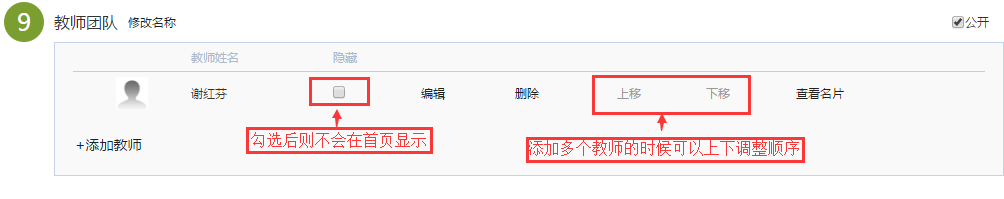 9 教师团队 修改名称 公开
教师姓名 隐藏
谢红芬 编辑 删除 上移 下移 查看名片
勾选后则不会在首页显示
添加多个教师的时候可以上下调整顺序
+添加教师